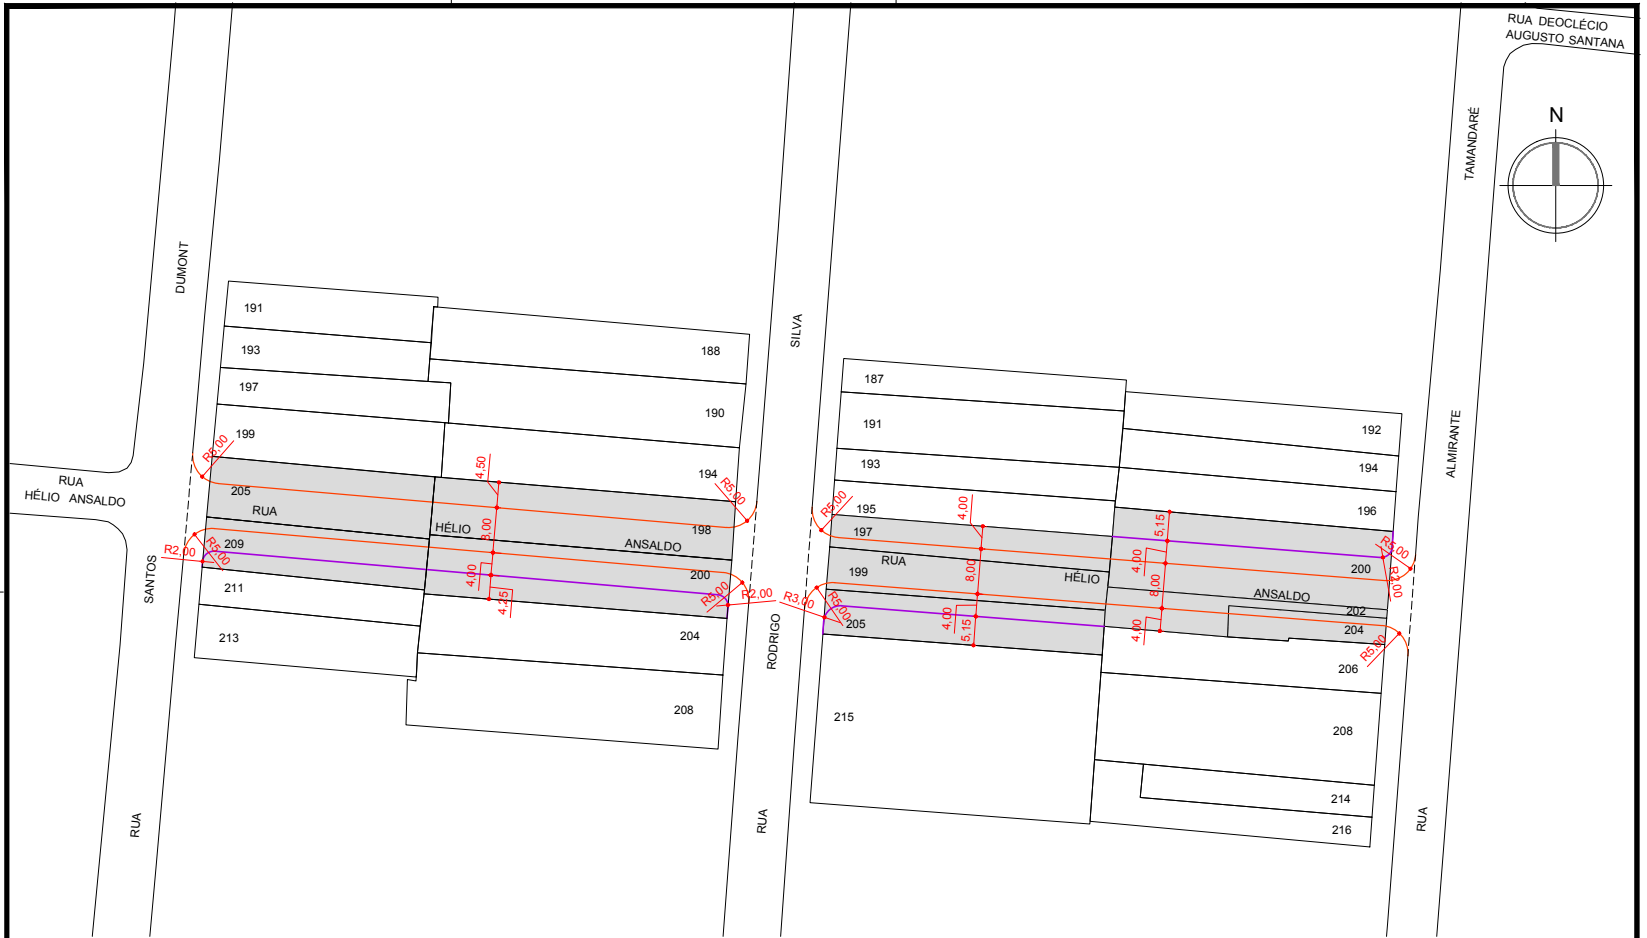 RUA DEOCLÉCIO
AUGUSTO SANTANA
N
TAMANDARÉ
ALMIRANTE
RUA
DUMONT
SANTOS
RUA
SILVA
RODRIGO
RUA
RUA
HÉLIO ANSALDO
191
193
197
199
205
209
211
213
188
190
194
198
200
204
208
RUA
HÉLIO
ANSALDO
R5,00
R5,00
R2,00
4,50
8,00
4,00
4,25
R5,00
R5,00
R2,00
187
191
193
195
197
199
205
215
192
194
196
200
202
204
206
208
214
216
RUA
HÉLIO
ANSALDO
R5,00
R5,00
R3,00
4,00
8,00
4,00
5,15
5,15
4,00
8,00
4,00
R5,00
R2,00
R5,00